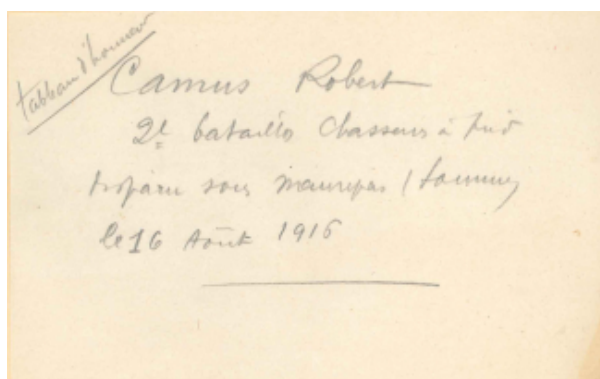 tableau d'honneur
Camus Robert
2e bataillon Chasseurs à pied
disparu sous Maurepas (Somme)
le 16 Août 1916